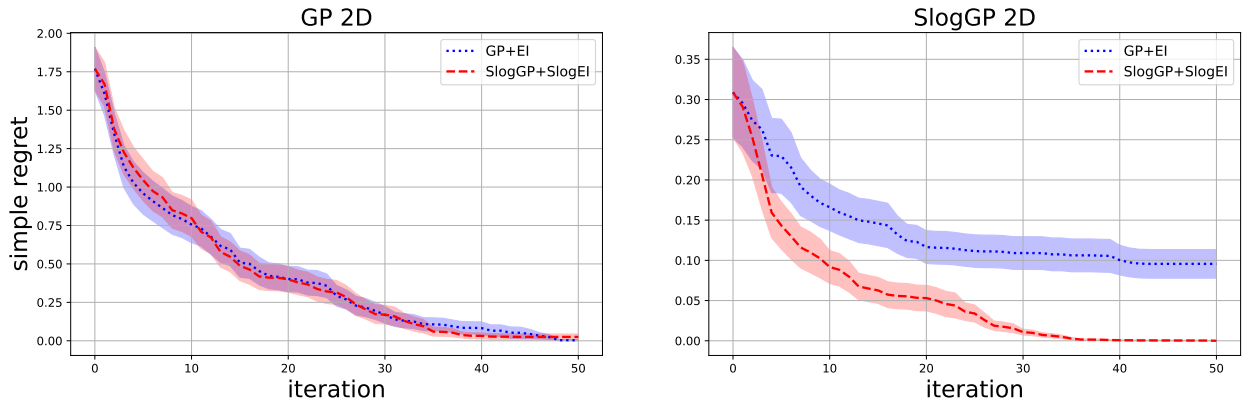 GP 2D
2.00
1.75
1.50
1.25
1.00
0.75
0.50
0.25
0.00
simple regret
GP+EI
SlogGP+SlogEI
0 10 20 30 40 50
iteration
SlogGP 2D
0.35
0.30
0.25
0.20
0.15
0.10
0.05
0.00
GP+EI
SlogGP+SlogEI
0 10 20 30 40 50
iteration